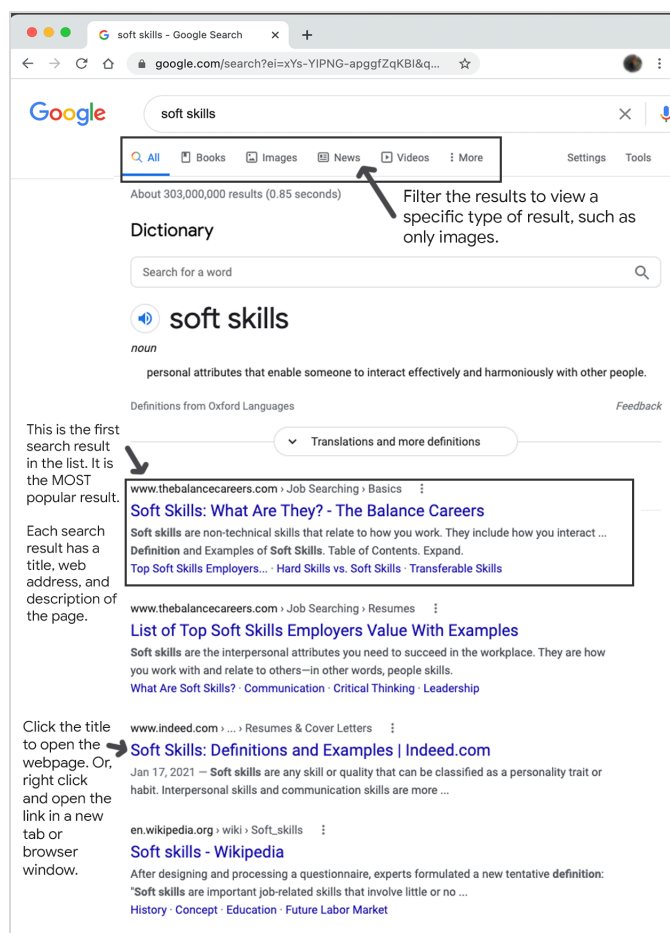 soft skills - Google Search
google.com/search?ei=xYs-YIPNG-apggfZqKBI&q...
Google
soft skills
All Books Images News Videos More Settings Tools
About 303,000,000 results (0.85 seconds)
Filter the results to view a
specific type of result, such as
only images.
Dictionary
Search for a word
soft skills
noun
personal attributes that enable someone to interact effectively and harmoniously with other people.
Definitions from Oxford Languages Feedback
Translations and more definitions
This is the first
search result
in the list. It is
the MOST
popular result.
Each search
result has a
title, web
address, and
description of
the page.
www.thebalancecareers.com › Job Searching › Basics
Soft Skills: What Are They? - The Balance Careers
Soft skills are non-technical skills that relate to how you work. They include how you interact ...
Definition and Examples of Soft Skills. Table of Contents. Expand.
Top Soft Skills Employers... · Hard Skills vs. Soft Skills · Transferable Skills
www.thebalancecareers.com › Job Searching › Resumes
List of Top Soft Skills Employers Value With Examples
Soft skills are the interpersonal attributes you need to succeed in the workplace. They are how
you work with and relate to others—in other words, people skills.
What Are Soft Skills? · Communication · Critical Thinking · Leadership
Click the title
to open the
webpage. Or,
right click
and open the
link in a new
tab or
browser
window.
www.indeed.com › ... › Resumes & Cover Letters
Soft Skills: Definitions and Examples | Indeed.com
Jan 17, 2021 — Soft skills are any skill or quality that can be classified as a personality trait or
habit. Interpersonal skills and communication skills are more ...
en.wikipedia.org › wiki › Soft_skills
Soft skills - Wikipedia
After designing and processing a questionnaire, experts formulated a new tentative definition:
"Soft skills are important job-related skills that involve little or no ...
History · Concept · Education · Future Labor Market